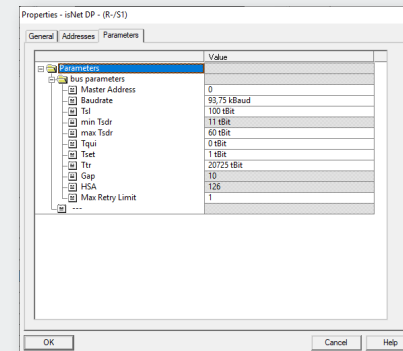 Properties - isNet DP - (R-/S1)
General Addresses Parameters
Value
Parameters
bus parameters
Master Address 0
Baudrate 93,75 kBaud
Tsl 100 tBit
min Tsdr 11 tBit
max Tsdr 60 tBit
Tqui 0 tBit
Tset 1 tBit
Ttr 20725 tBit
Gap 10
HSA 126
Max Retry Limit 1
---
OK Cancel Help